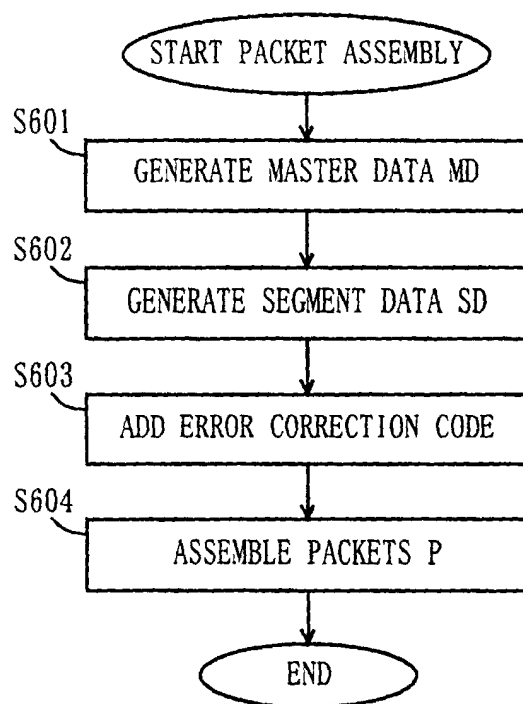 START PACKET ASSEMBLY
S601
GENERATE MASTER DATA MD
S602
GENERATE SEGMENT DATA SD
S603
ADD ERROR CORRECTION CODE
S604
ASSEMBLE PACKETS P
END